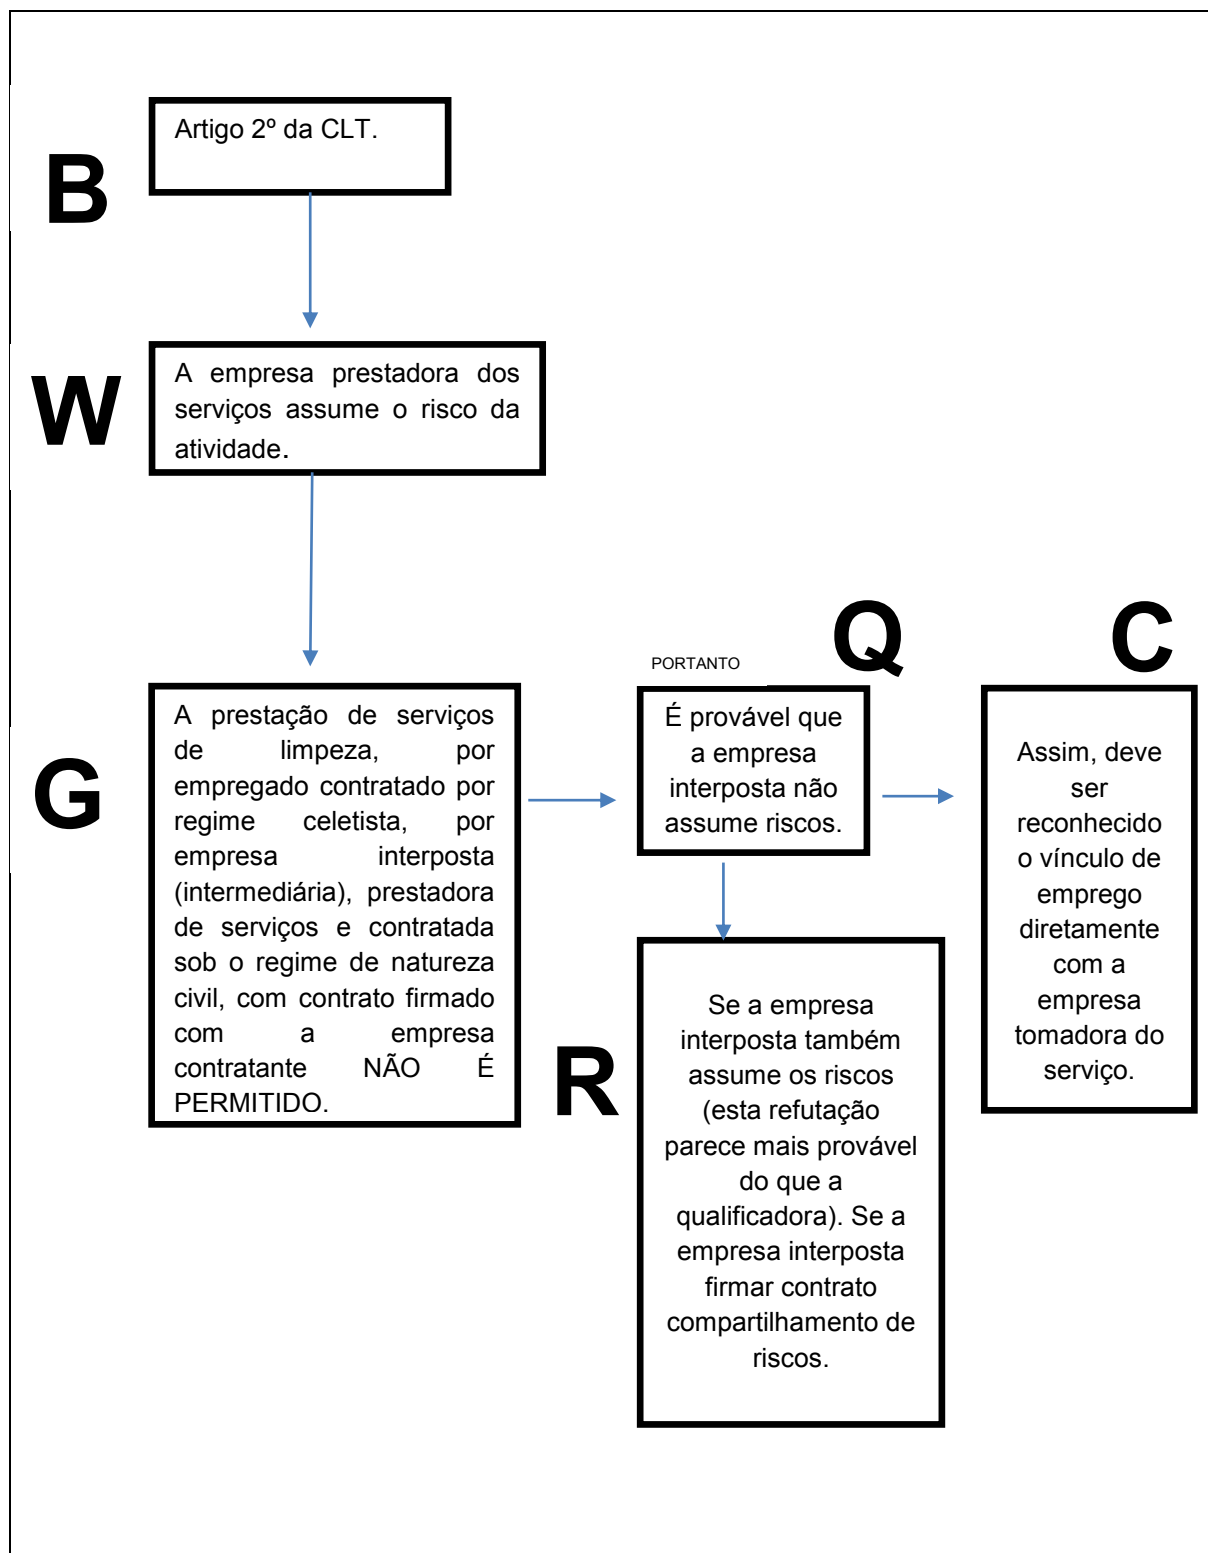 B
Artigo 2º da CLT.
W
A empresa prestadora dos
serviços assume o risco da
atividade.
G
A prestação de serviços
de limpeza, por
empregado contratado por
regime celetista, por
empresa interposta
(intermediária), prestadora
de serviços e contratada
sob o regime de natureza
civil, com contrato firmado
com a empresa
contratante NÃO É
PERMITIDO.
PORTANTO
Q
É provável que
a empresa
interposta não
assume riscos.
C
Assim, deve
ser
reconhecido
o vínculo de
emprego
diretamente
com a
empresa
tomadora do
serviço.
R
Se a empresa
interposta também
assume os riscos
(esta refutação
parece mais provável
do que a
qualificadora). Se a
empresa interposta
firmar contrato
compartilhamento de
riscos.